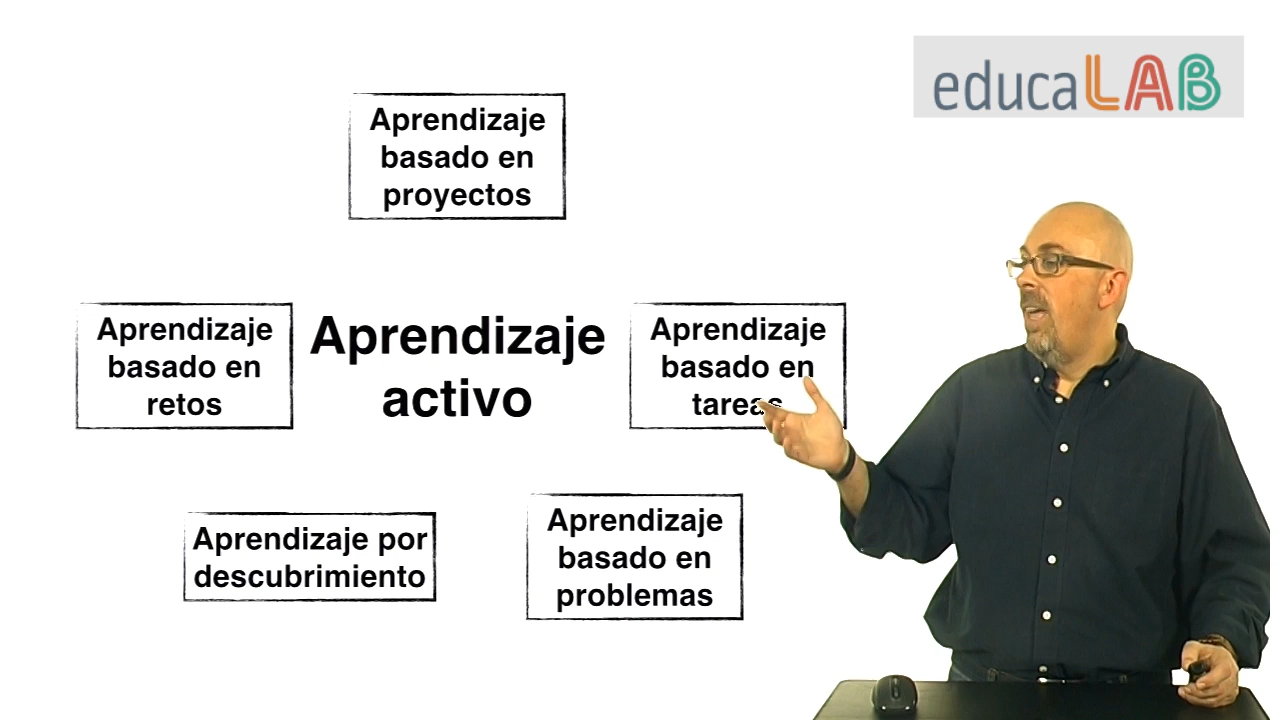 educaLAB
Aprendizaje
basado en
proyectos
Aprendizaje
basado en
retos
Aprendizaje
activo
Aprendizaje
basado en
tareas
Aprendizaje por
descubrimiento
Aprendizaje
basado en
problemas